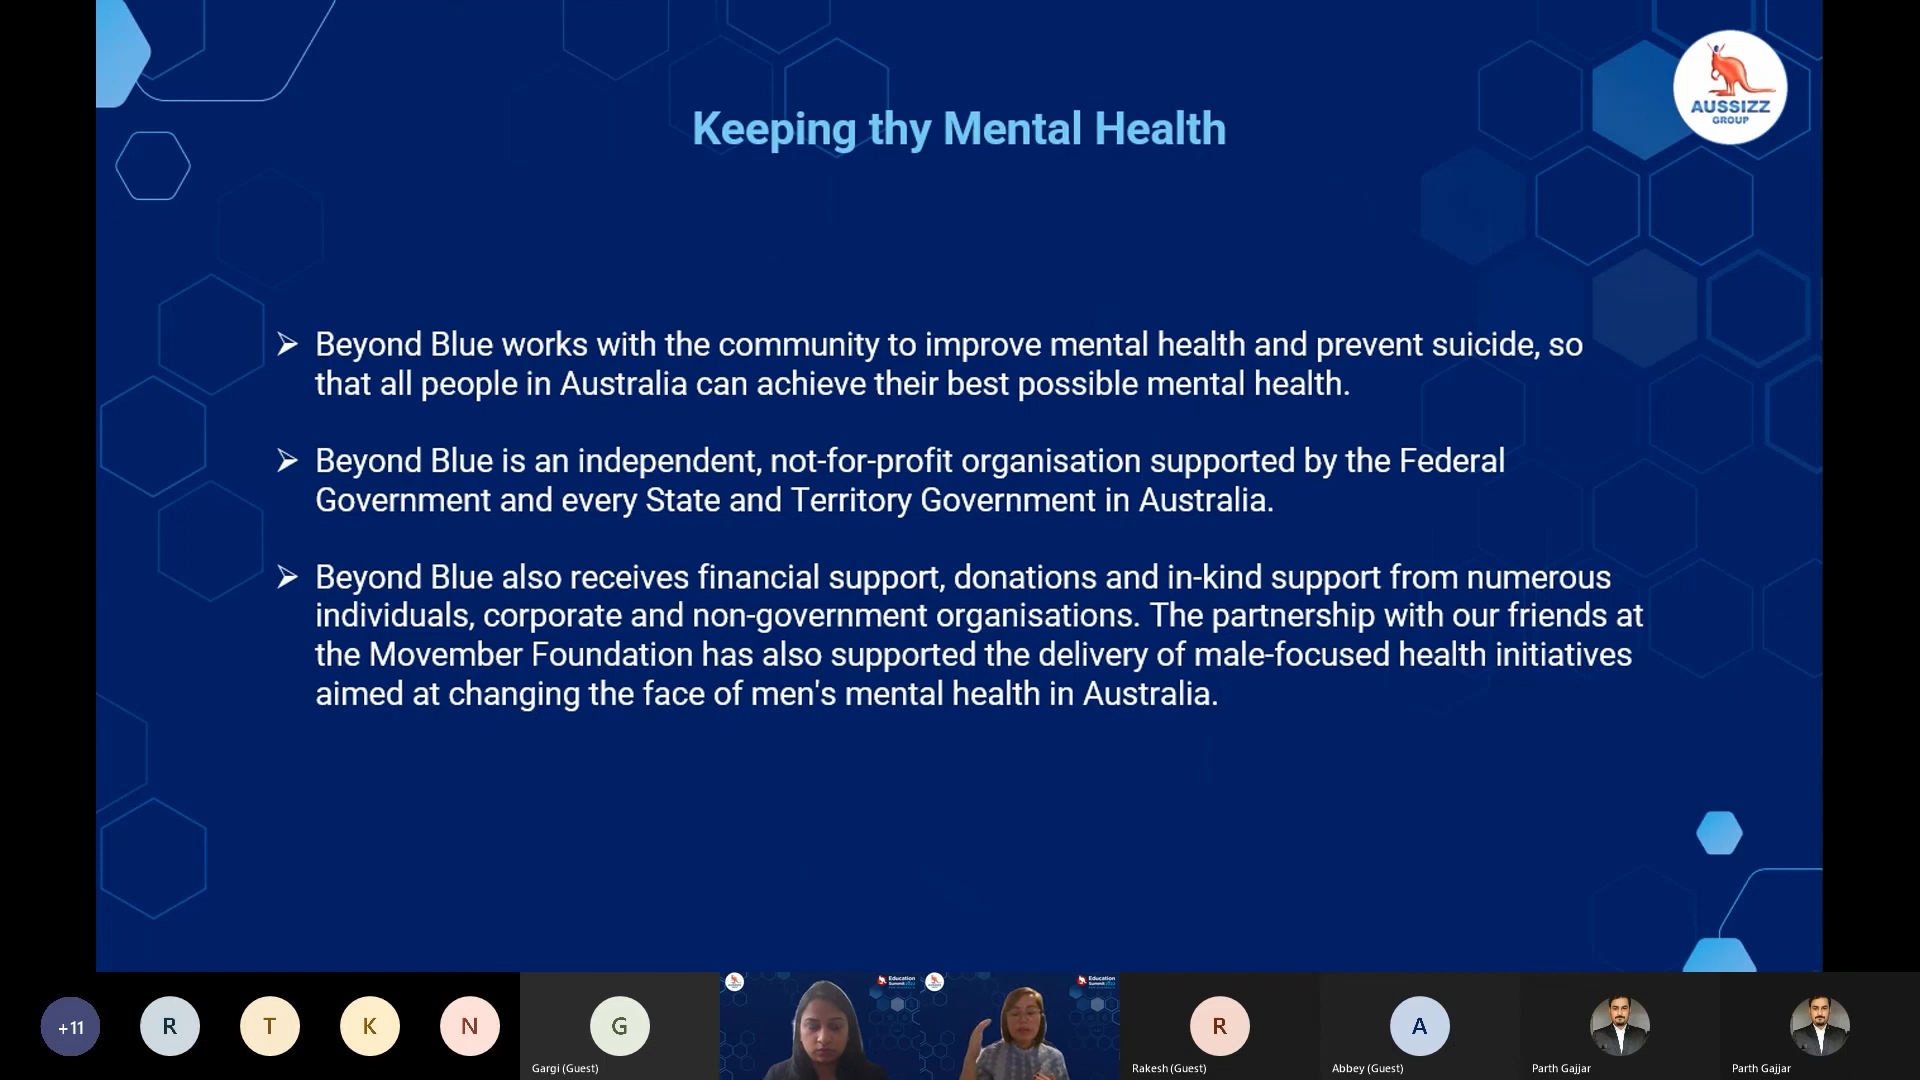 AUSSIZZ
GROUP
Keeping thy Mental Health
➢ Beyond Blue works with the community to improve mental health and prevent suicide, so
that all people in Australia can achieve their best possible mental health.
➢ Beyond Blue is an independent, not-for-profit organisation supported by the Federal
Government and every State and Territory Government in Australia.
➢ Beyond Blue also receives financial support, donations and in-kind support from numerous
individuals, corporate and non-government organisations. The partnership with our friends at
the Movember Foundation has also supported the delivery of male-focused health initiatives
aimed at changing the face of men's mental health in Australia.
+11
R
T
K
N
G
Gargi (Guest)
Education
Summit
Education
Summit
R
Rakesh (Guest)
A
Abbey (Guest)
Parth Gajjar
Parth Gajjar